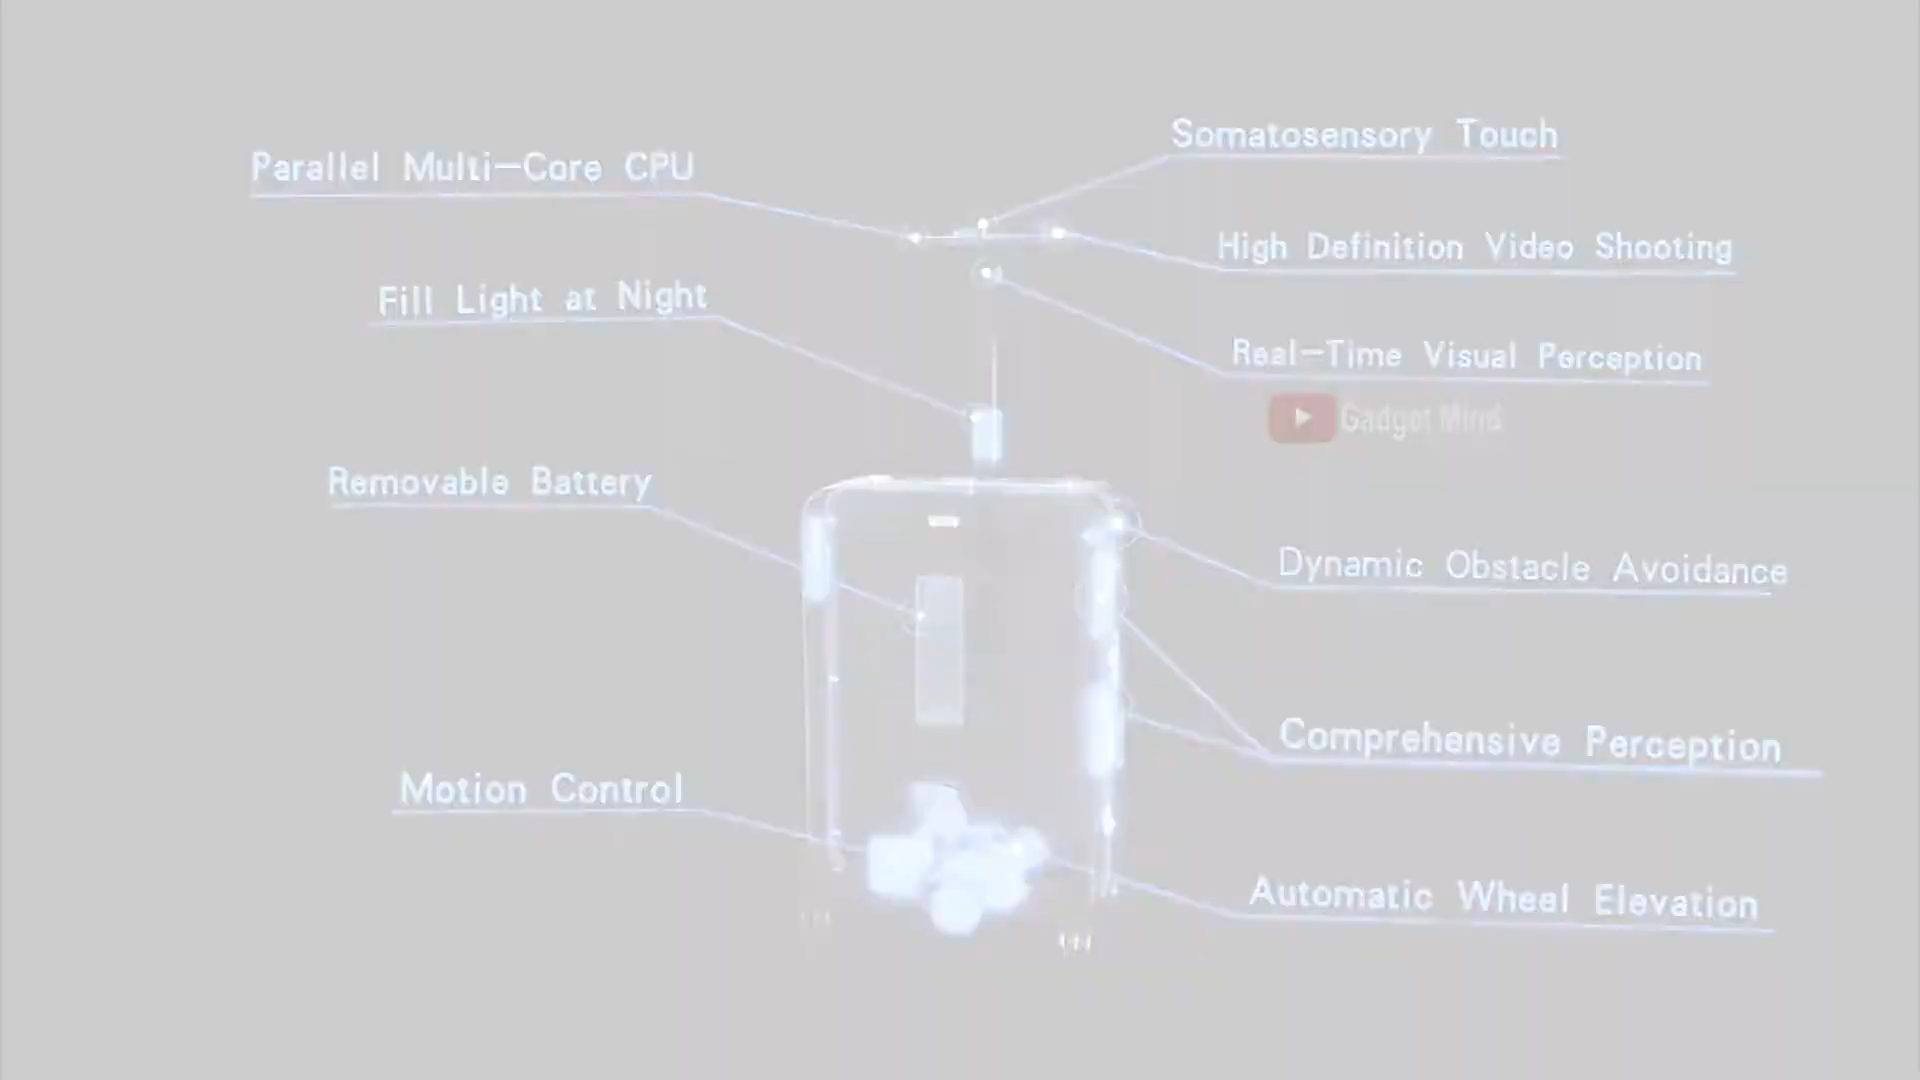 Somatosensory Touch
Parallel Multi-Core CPU
High Definition Video Shooting
Fill Light at Night
Real-Time Visual Perception
Gadget Mind
Removable Battery
Dynamic Obstacle Avoidance
Comprehensive Perception
Motion Control
Automatic Wheel Elevation